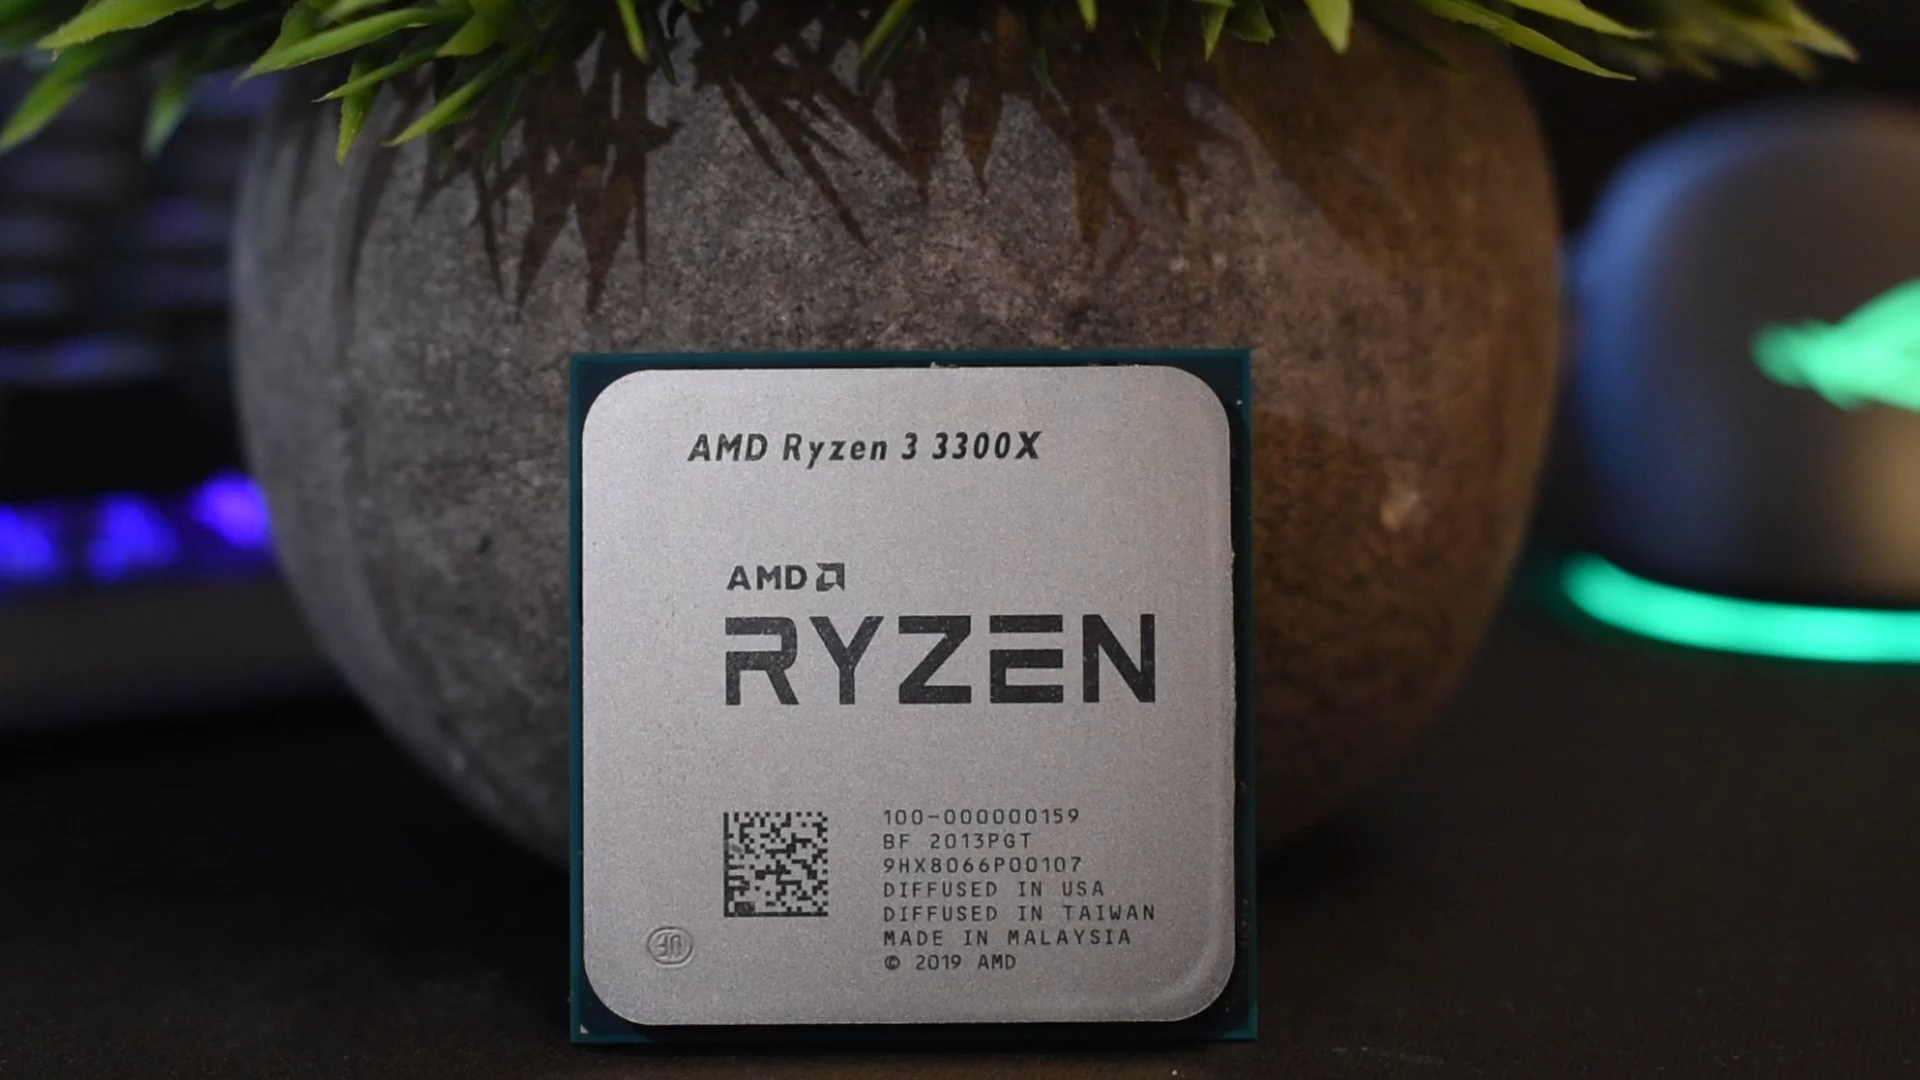 AMD Ryzen 3 3300X
AMD
RYZEN
100-000000159
BF 2013PGT
9HX8066P00107
DIFFUSED IN USA
DIFFUSED IN TAIWAN
MADE IN MALAYSIA
© 2019 AMD